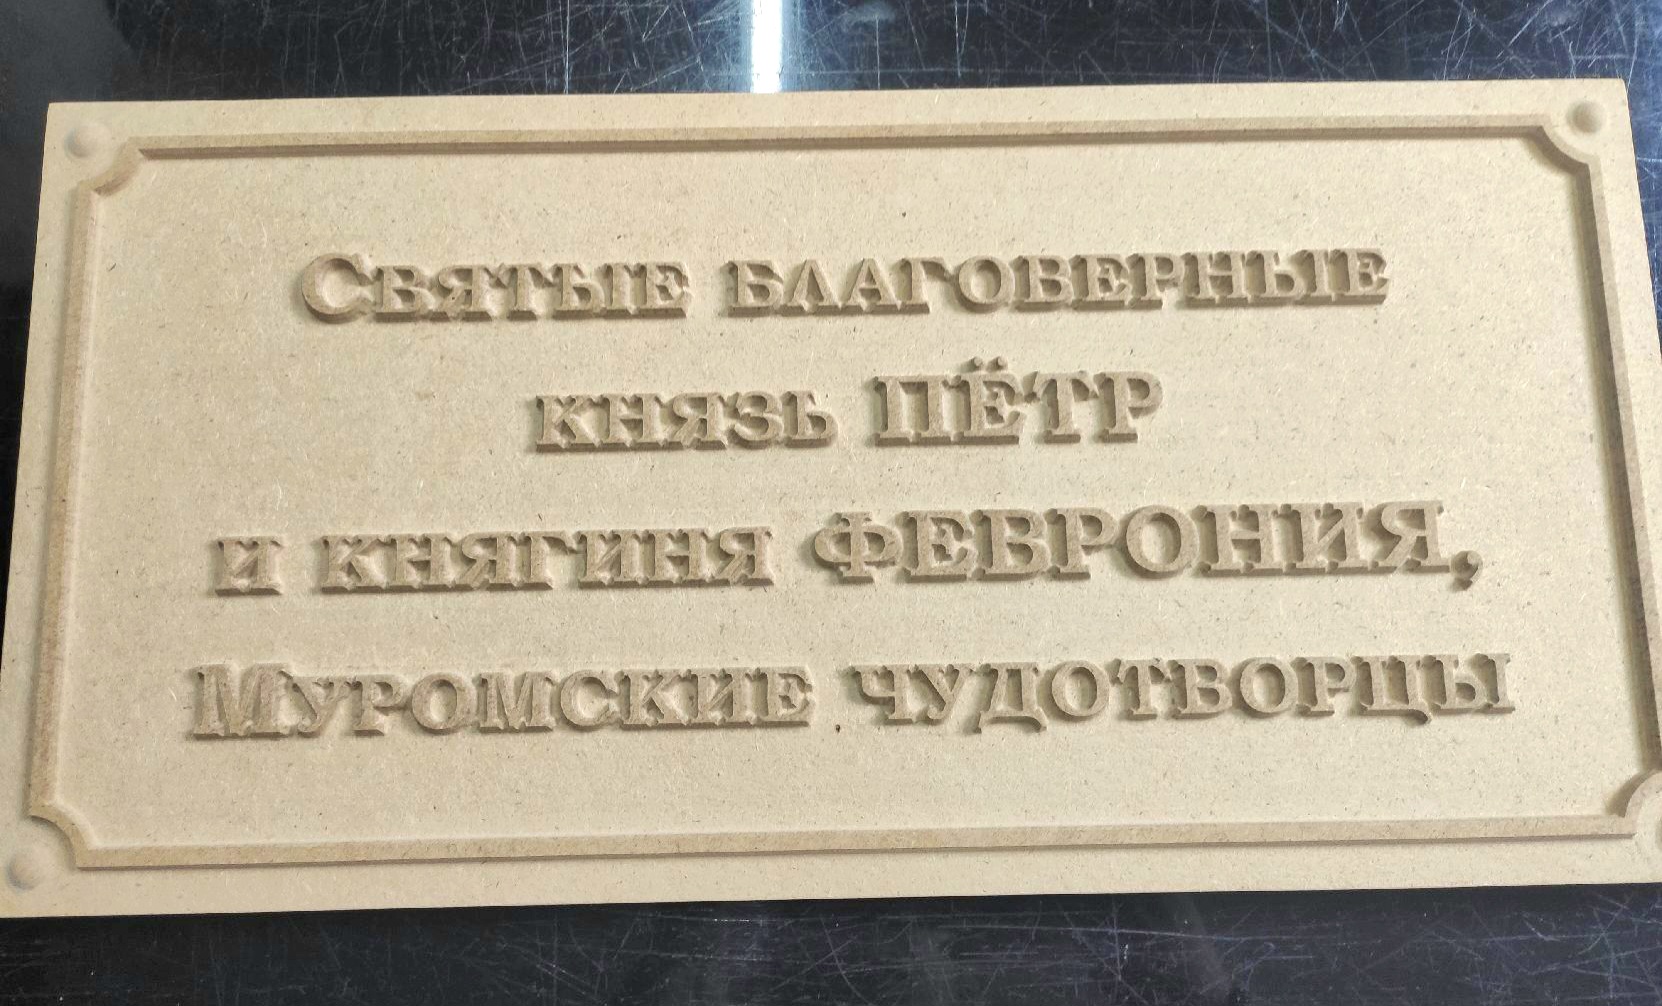 Святые благоверные
князь ПЁТР
и княгиня ФЕВРОНИЯ,
Муромские чудотворцы